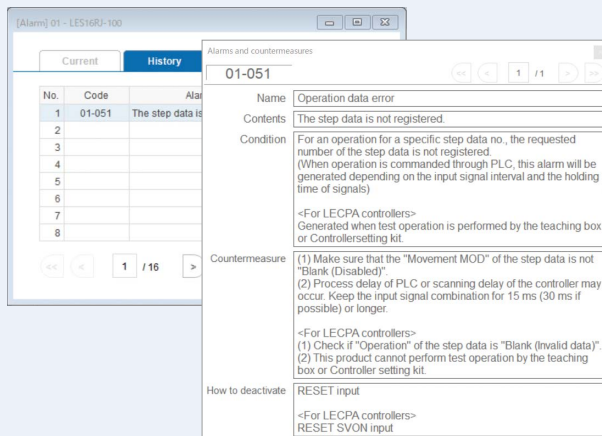 [Alarm] 01 - LES16RJ-100
Current
History
No. Code
1 01-051 The step data is
2
3
4
5
6
7
8
<< < 1 / 16 >
Alarms and countermeasures
01-051
<< < 1 / 1 > >>
Name Operation data error
Contents The step data is not registered.
Condition For an operation for a specific step data no., the requested
number of the step data is not registered.
(When operation is commanded through PLC, this alarm will be
generated depending on the input signal interval and the holding
time of signals)
<For LECPA controllers>
Generated when test operation is performed by the teaching box
or Controllersetting kit.
Countermeasure (1) Make sure that the "Movement MOD" of the step data is not
"Blank (Disabled)".
(2) Process delay of PLC or scanning delay of the controller may
occur. Keep the input signal combination for 15 ms (30 ms if
possible) or longer.
<For LECPA controllers>
(1) Check if "Operation" of the step data is "Blank (Invalid data)".
(2) This product cannot perform test operation by the teaching
box or Controller setting kit.
How to deactivate RESET input
<For LECPA controllers>
RESET SVON input